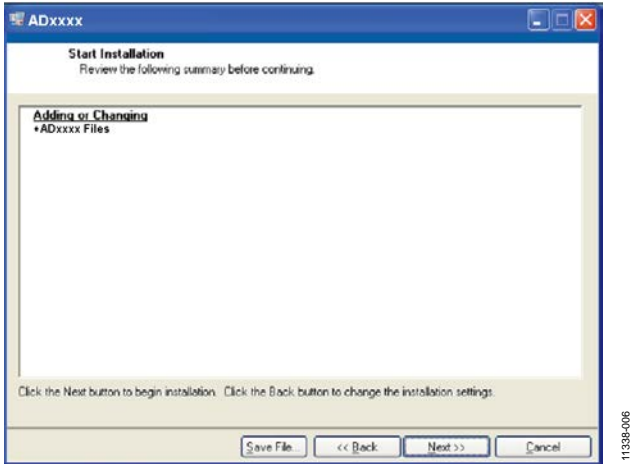 ADxxxx
Start Installation
Review the following summary before continuing.
Adding or Changing
+ADxxxx Files
Click the Next button to begin installation. Click the Back button to change the installation settings.
Save File...
<< Back
Next >>
Cancel
11338-006